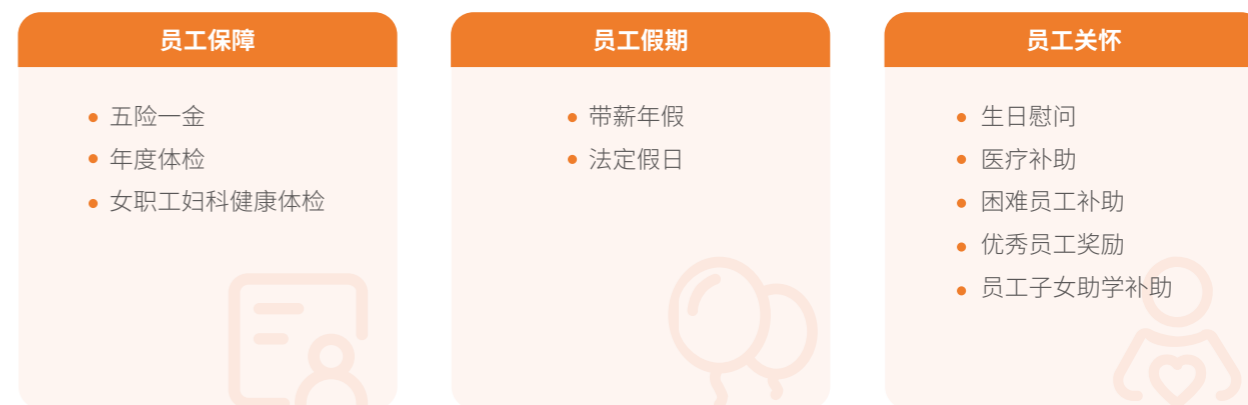 员工保障
五险一金
年度体检
女职工妇科健康体检
员工假期
带薪年假
法定假日
员工关怀
生日慰问
医疗补助
困难员工补助
优秀员工奖励
员工子女助学补助